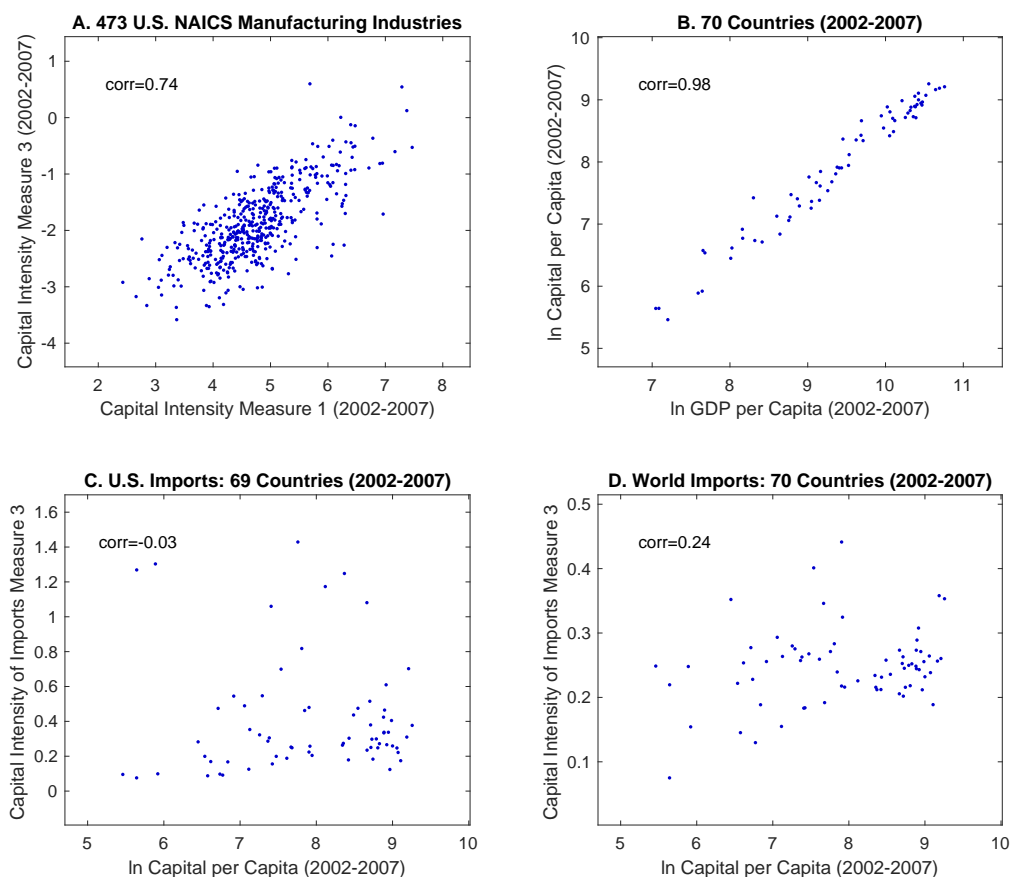 A. 473 U.S. NAICS Manufacturing Industries
corr=0.74
Capital Intensity Measure 3 (2002-2007)
1
0
-1
-2
-3
-4
2 3 4 5 6 7 8
Capital Intensity Measure 1 (2002-2007)
B. 70 Countries (2002-2007)
corr=0.98
ln Capital per Capita (2002-2007)
10
9
8
7
6
5
7 8 9 10 11
ln GDP per Capita (2002-2007)
C. U.S. Imports: 69 Countries (2002-2007)
corr=-0.03
Capital Intensity of Imports Measure 3
1.6
1.4
1.2
1
0.8
0.6
0.4
0.2
0
5 6 7 8 9 10
ln Capital per Capita (2002-2007)
D. World Imports: 70 Countries (2002-2007)
corr=0.24
Capital Intensity of Imports Measure 3
0.5
0.4
0.3
0.2
0.1
5 6 7 8 9 10
ln Capital per Capita (2002-2007)